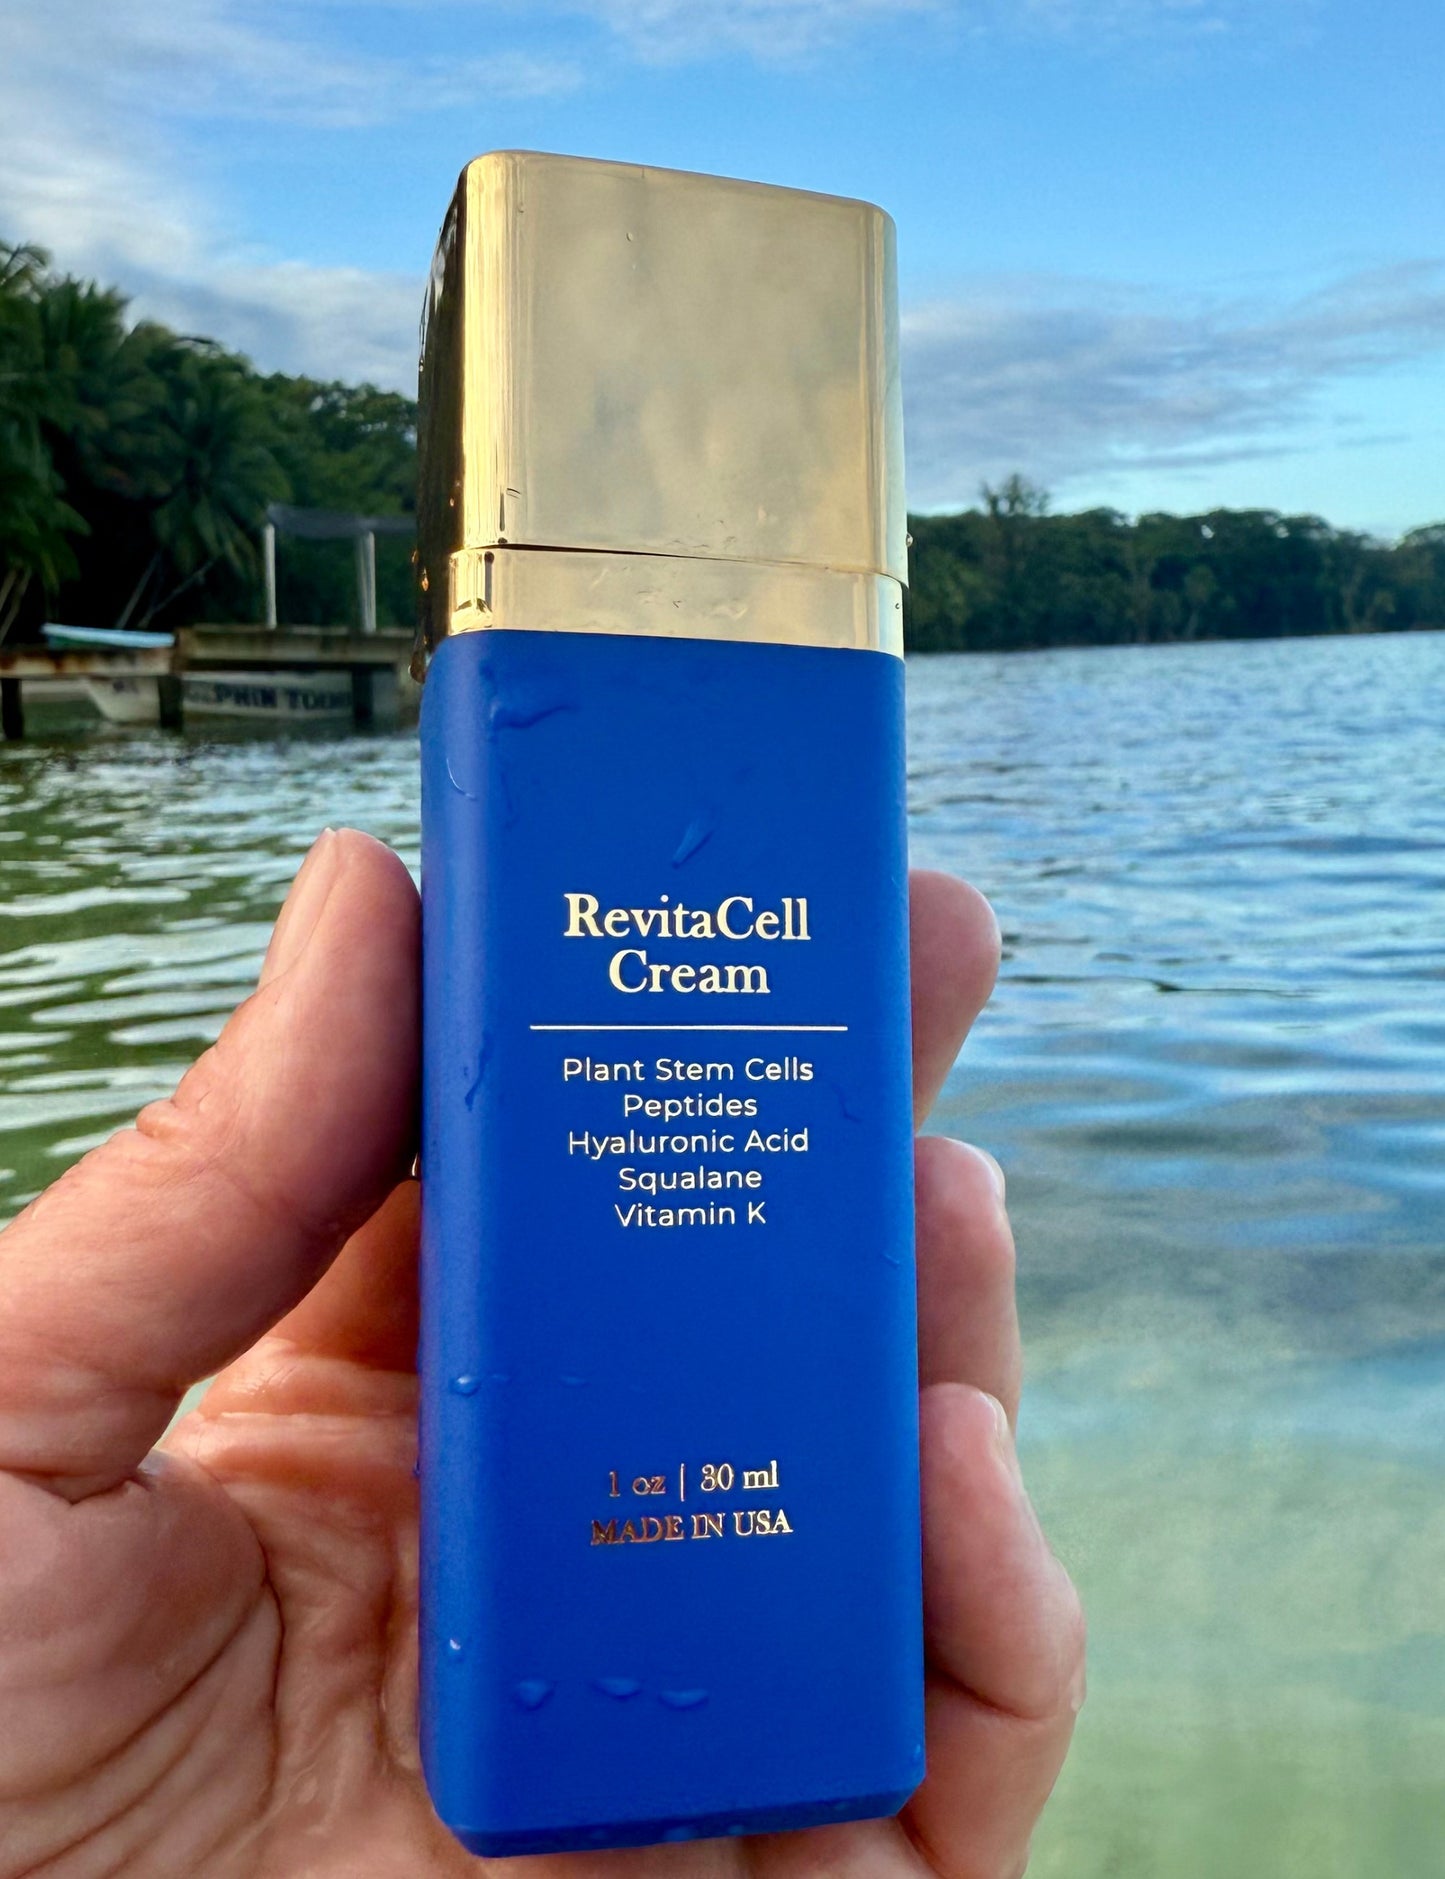 RevitaCell
Cream
Plant Stem Cells
Peptides
Hyaluronic Acid
Squalane
Vitamin K
1 oz | 30 ml
MADE IN USA